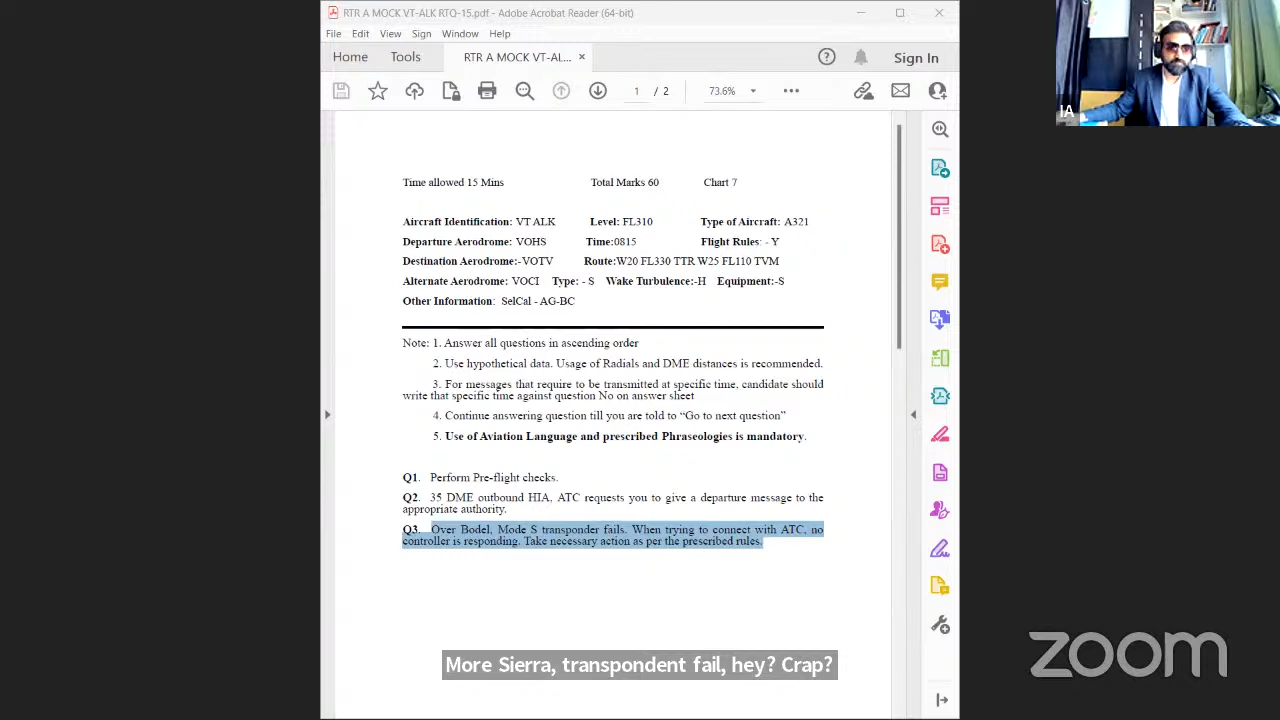 RTR A MOCK VT-ALK RTQ-15.pdf - Adobe Acrobat Reader (64-bit)
File Edit View Sign Window Help
Home Tools RTR A MOCK VT-AL... × Sign In
1 / 2 73.6%
IA
Time allowed 15 Mins Total Marks 60 Chart 7
Aircraft Identification: VT ALK Level: FL310 Type of Aircraft: A321
Departure Aerodrome: VOHS Time:0815 Flight Rules: - Y
Destination Aerodrome:-VOTV Route:W20 FL330 TTR W25 FL110 TVM
Alternate Aerodrome: VOCI Type: - S Wake Turbulence:-H Equipment:-S
Other Information: SelCal - AG-BC
Note: 1. Answer all questions in ascending order
2. Use hypothetical data. Usage of Radials and DME distances is recommended.
3. For messages that require to be transmitted at specific time, candidate should
write that specific time against question No on answer sheet
4. Continue answering question till you are told to “Go to next question”
5. Use of Aviation Language and prescribed Phraseologies is mandatory.
Q1. Perform Pre-flight checks.
Q2. 35 DME outbound HIA, ATC requests you to give a departure message to the
appropriate authority.
Q3. Over Bodel, Mode S transponder fails. When trying to connect with ATC, no
controller is responding. Take necessary action as per the prescribed rules.
More Sierra, transpondent fail, hey? Crap?
zoom